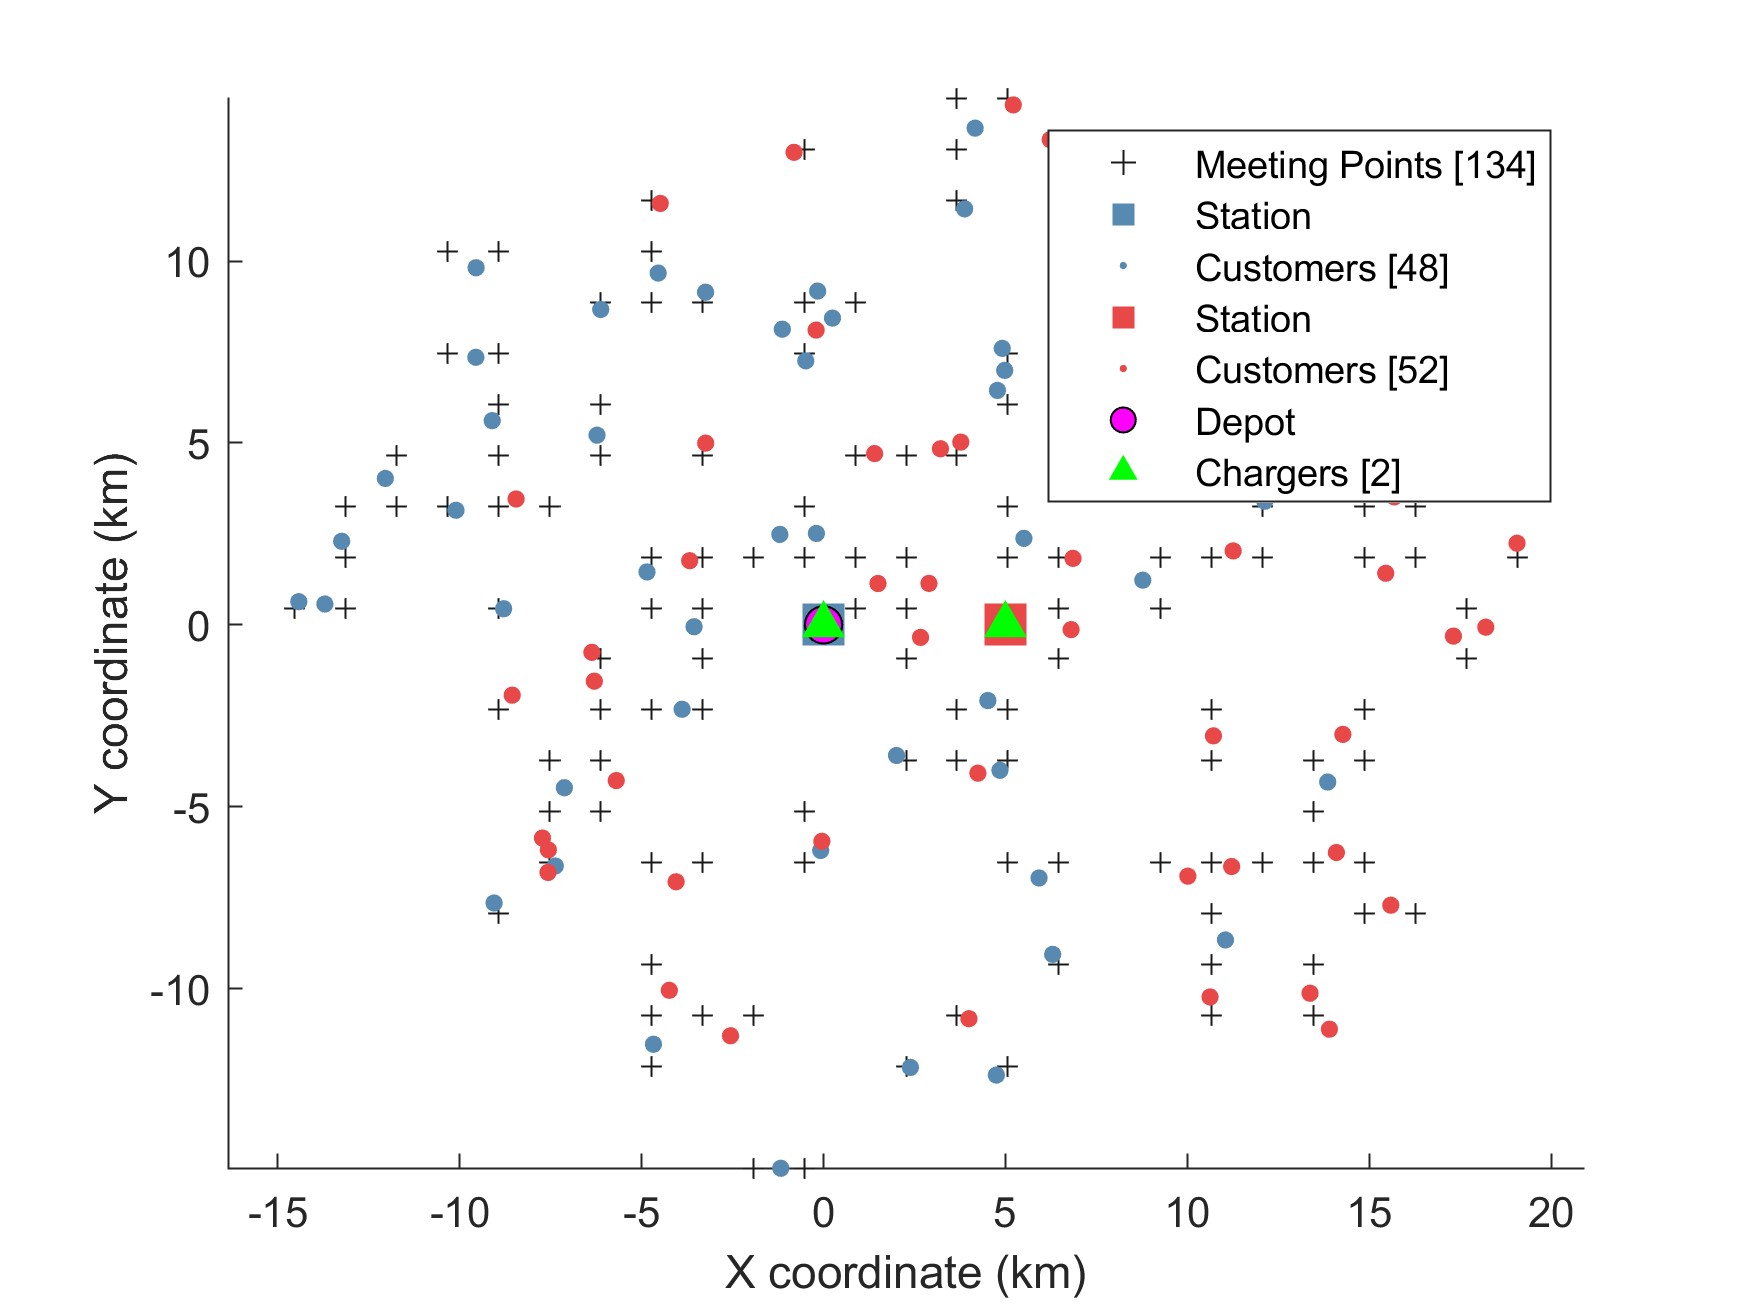 Meeting Points [134]
Station
Customers [48]
Station
Customers [52]
Depot
Chargers [2]
10
5
0
-5
-10
Y coordinate (km)
-15 -10 -5 0 5 10 15 20
X coordinate (km)